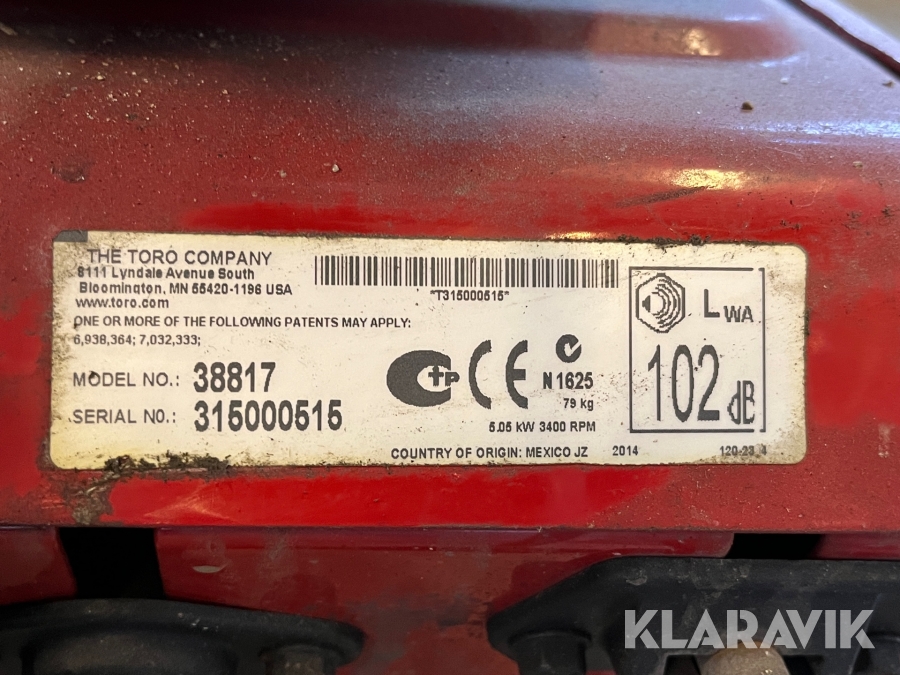 THE TORO COMPANY
8111 Lyndale Avenue South
Bloomington, MN 55420-1196 USA
www.toro.com
*T315000515*
ONE OR MORE OF THE FOLLOWING PATENTS MAY APPLY:
6,938,364; 7,032,333;
MODEL NO.: 38817
SERIAL NO.: 315000515
CE
N1625
79 kg
5.05 kW 3400 RPM
LWA
102 dB
COUNTRY OF ORIGIN: MEXICO JZ 2014
KLARAVIK